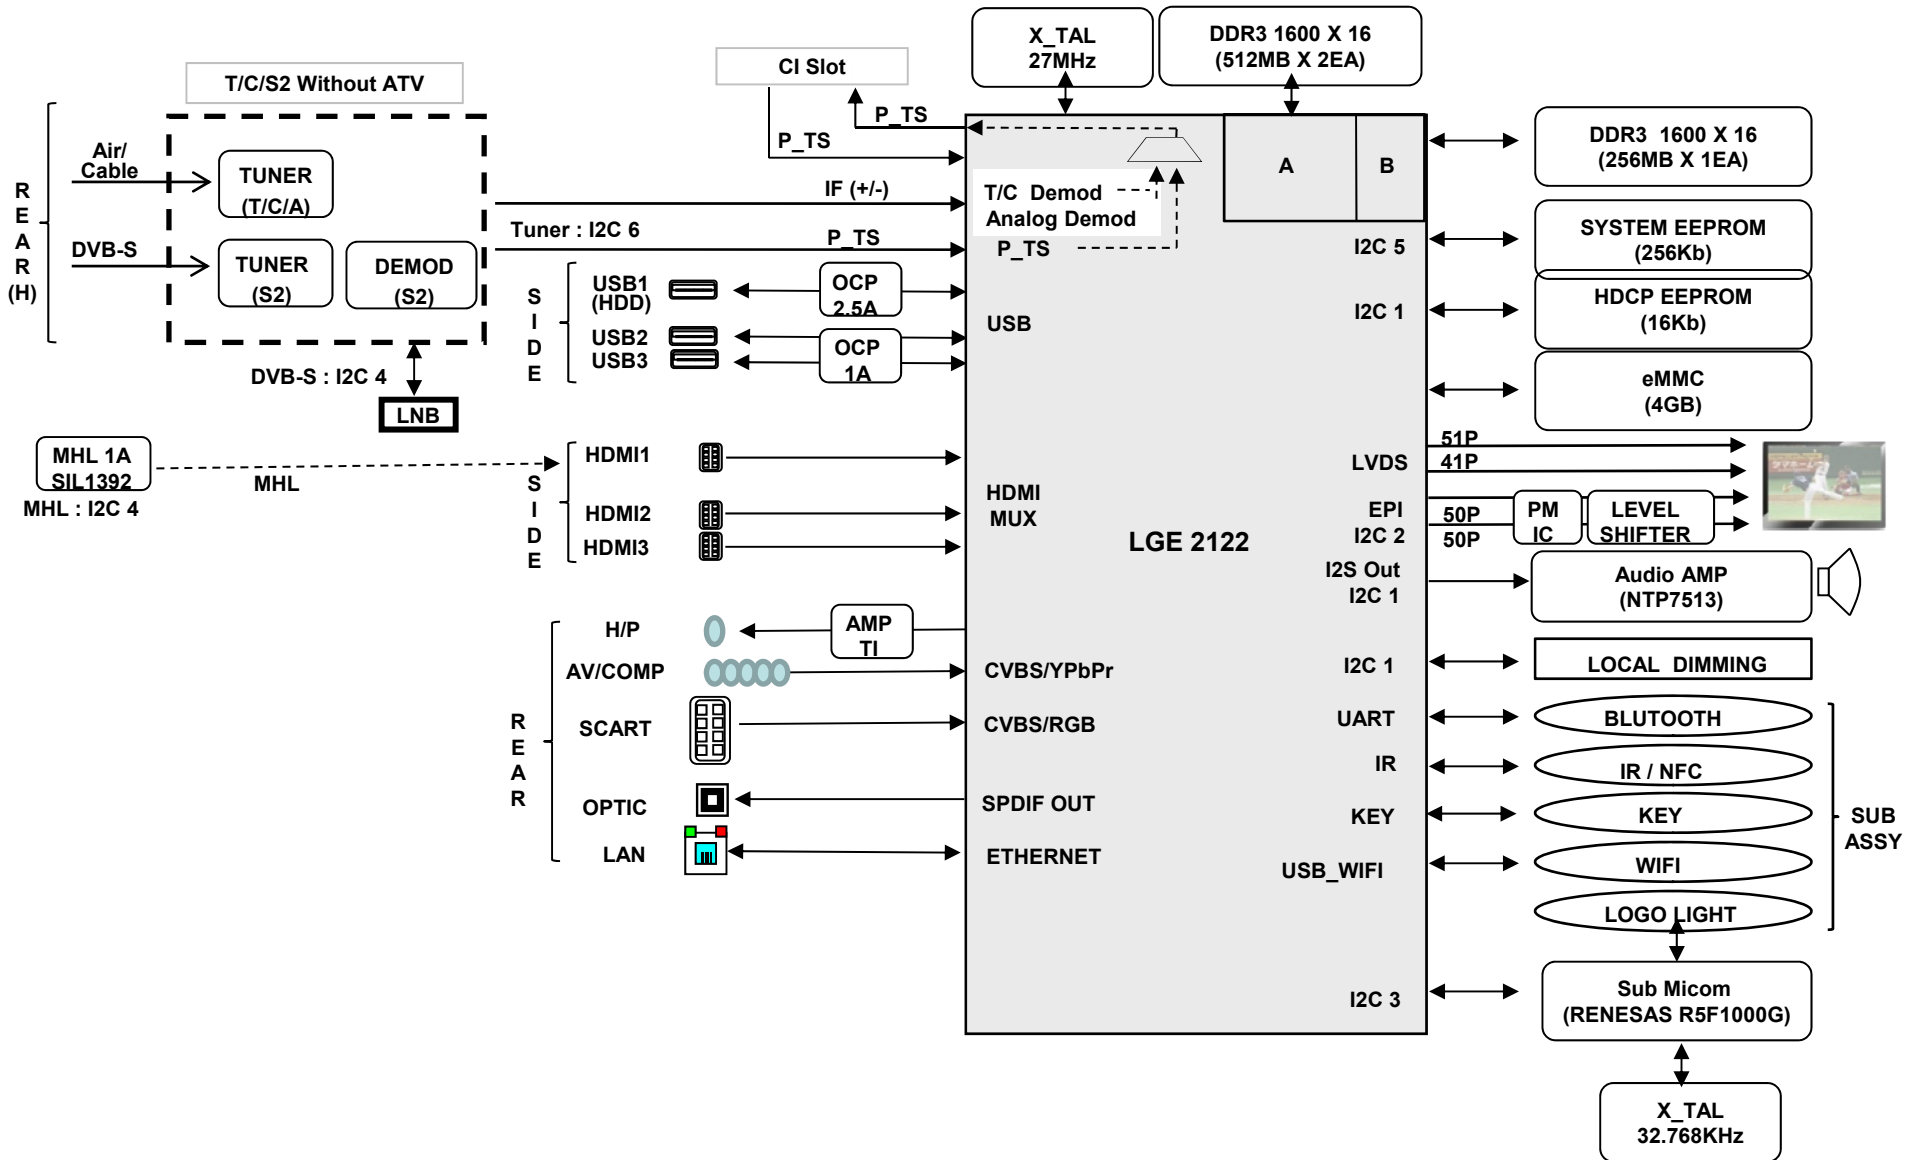 X_TAL
27MHz
DDR3 1600 X 16
(512MB X 2EA)
CI Slot
T/C/S2 Without ATV
P_TS
P_TS
A
B
DDR3 1600 X 16
(256MB X 1EA)
Air/
Cable
TUNER
(T/C/A)
R
E
A
R
(H)
DVB-S
TUNER
(S2)
DEMOD
(S2)
IF (+/-)
Tuner : I2C 6
P_TS
T/C Demod
Analog Demod
P_TS
I2C 5
SYSTEM EEPROM
(256Kb)
I2C 1
HDCP EEPROM
(16Kb)
S
I
D
E
USB1
(HDD)
USB2
USB3
OCP
2.5A
OCP
1A
USB
DVB-S : I2C 4
LNB
eMMC
(4GB)
MHL 1A
SIL1392
MHL : I2C 4
MHL
S
I
D
E
HDMI1
HDMI2
HDMI3
HDMI
MUX
LGE 2122
LVDS
51P
41P
EPI
I2C 2
50P
50P
PM
IC
LEVEL
SHIFTER
I2S Out
I2C 1
Audio AMP
(NTP7513)
R
E
A
R
H/P
AMP
TI
AV/COMP
CVBS/YPbPr
SCART
CVBS/RGB
OPTIC
SPDIF OUT
LAN
ETHERNET
I2C 1
LOCAL DIMMING
UART
BLUTOOTH
IR
IR / NFC
KEY
KEY
USB_WIFI
WIFI
LOGO LIGHT
SUB
ASSY
I2C 3
Sub Micom
(RENESAS R5F1000G)
X_TAL
32.768KHz